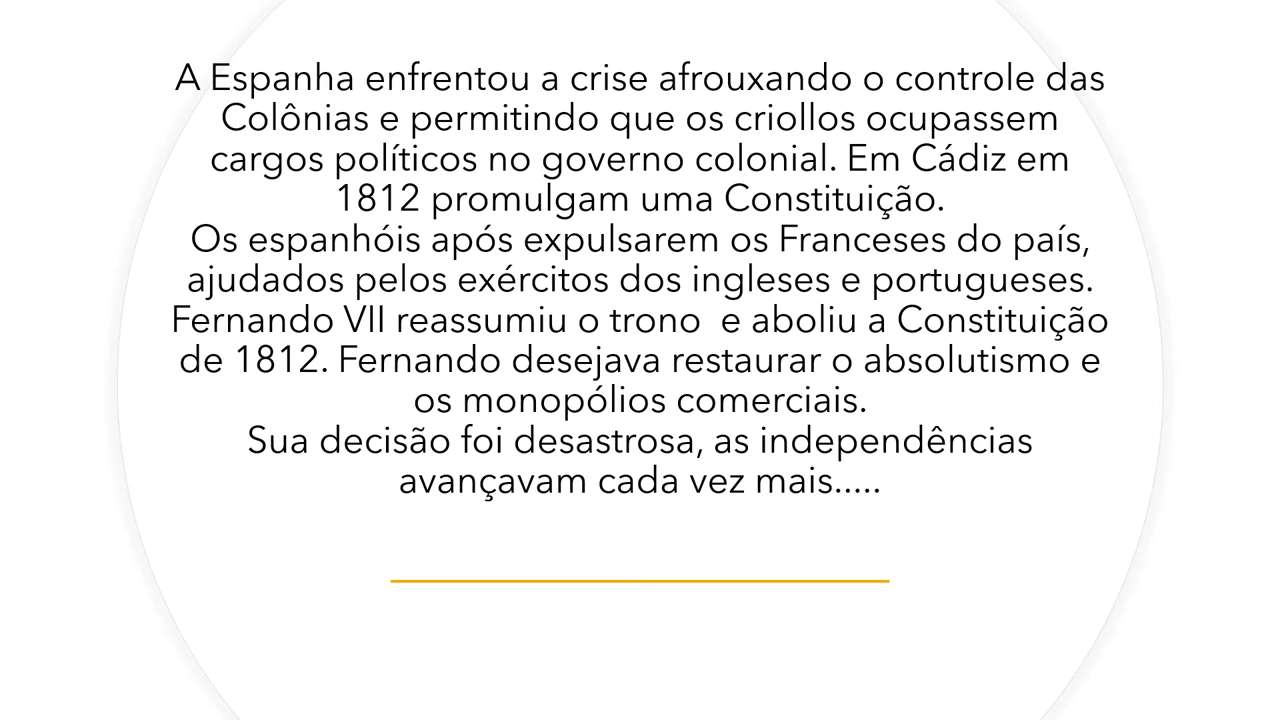 A Espanha enfrentou a crise afrouxando o controle das
Colônias e permitindo que os criollos ocupassem
cargos políticos no governo colonial. Em Cádiz em
1812 promulgam uma Constituição.
Os espanhóis após expulsarem os Franceses do país,
ajudados pelos exércitos dos ingleses e portugueses.
Fernando VII reassumiu o trono  e aboliu a Constituição
de 1812. Fernando desejava restaurar o absolutismo e
os monopólios comerciais.
Sua decisão foi desastrosa, as independências
avançavam cada vez mais.....